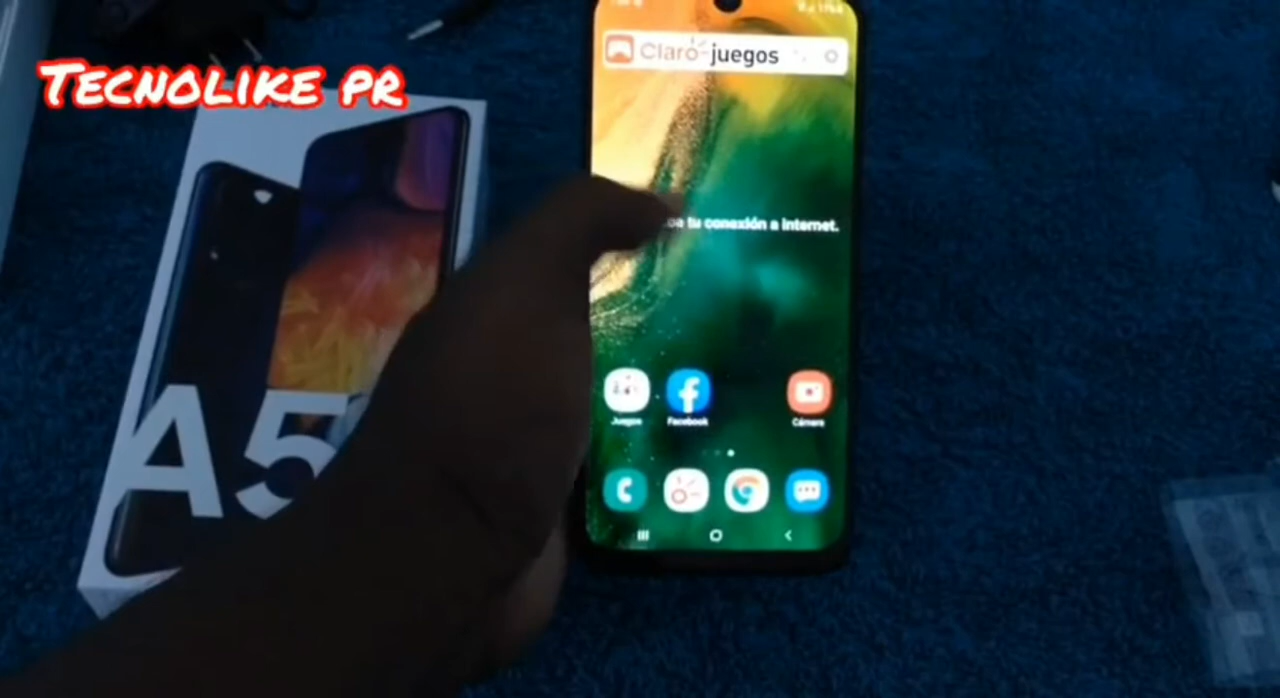 TECNOLIKE PR
Claro-juegos
tu conexión a Internet.
A5
Juegos
Facebook
Cámara